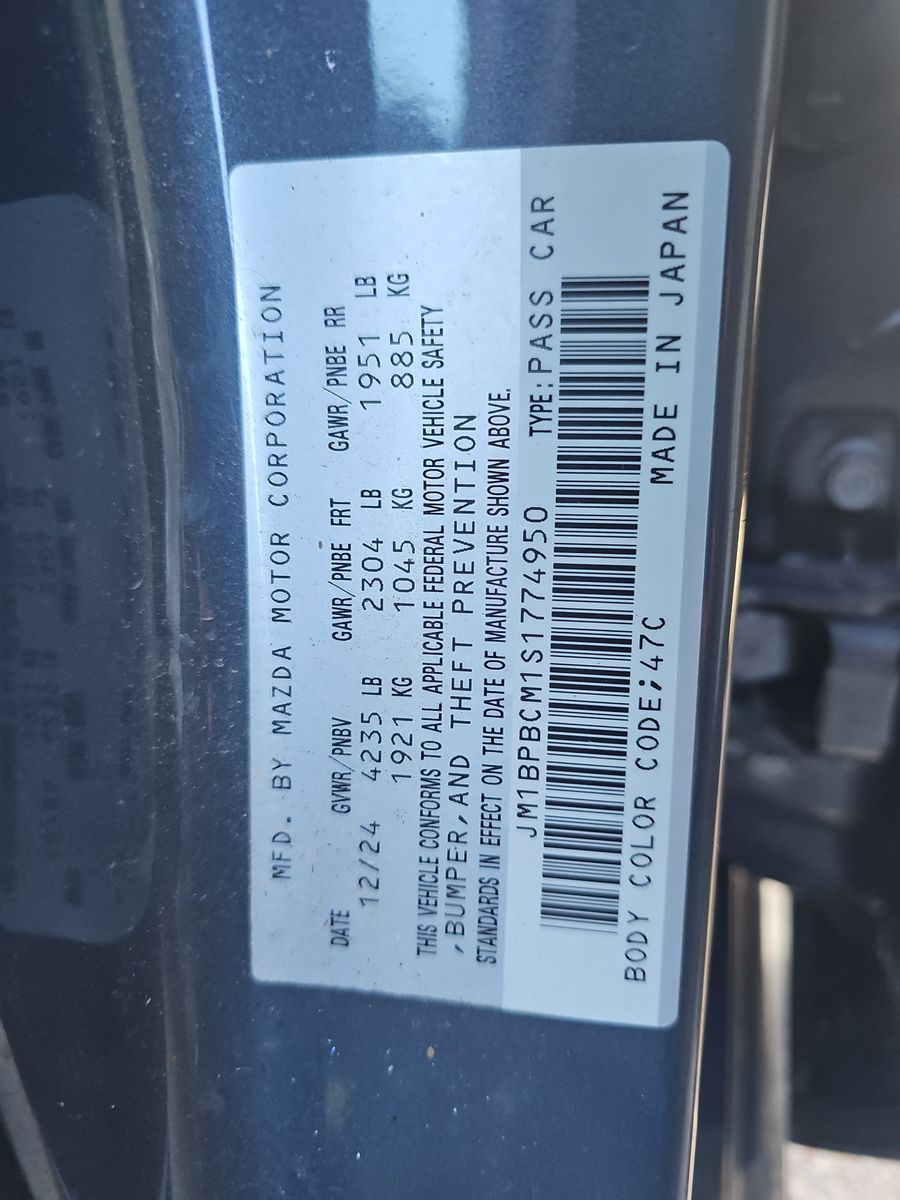 MFD. BY MAZDA MOTOR CORPORATION
DATE GVWR/PNBV GAWR/PNBE FRT GAWR/PNBE RR
12/24 4235 LB 2304 LB 1951 LB
1921 KG 1045 KG 885 KG
THIS VEHICLE CONFORMS TO ALL APPLICABLE FEDERAL MOTOR VEHICLE SAFETY
,BUMPER, AND THEFT PREVENTION
STANDARDS IN EFFECT ON THE DATE OF MANUFACTURE SHOWN ABOVE.
JM1BPBCM1S1774950 TYPE:PASS CAR
BODY COLOR CODE;47C MADE IN JAPAN